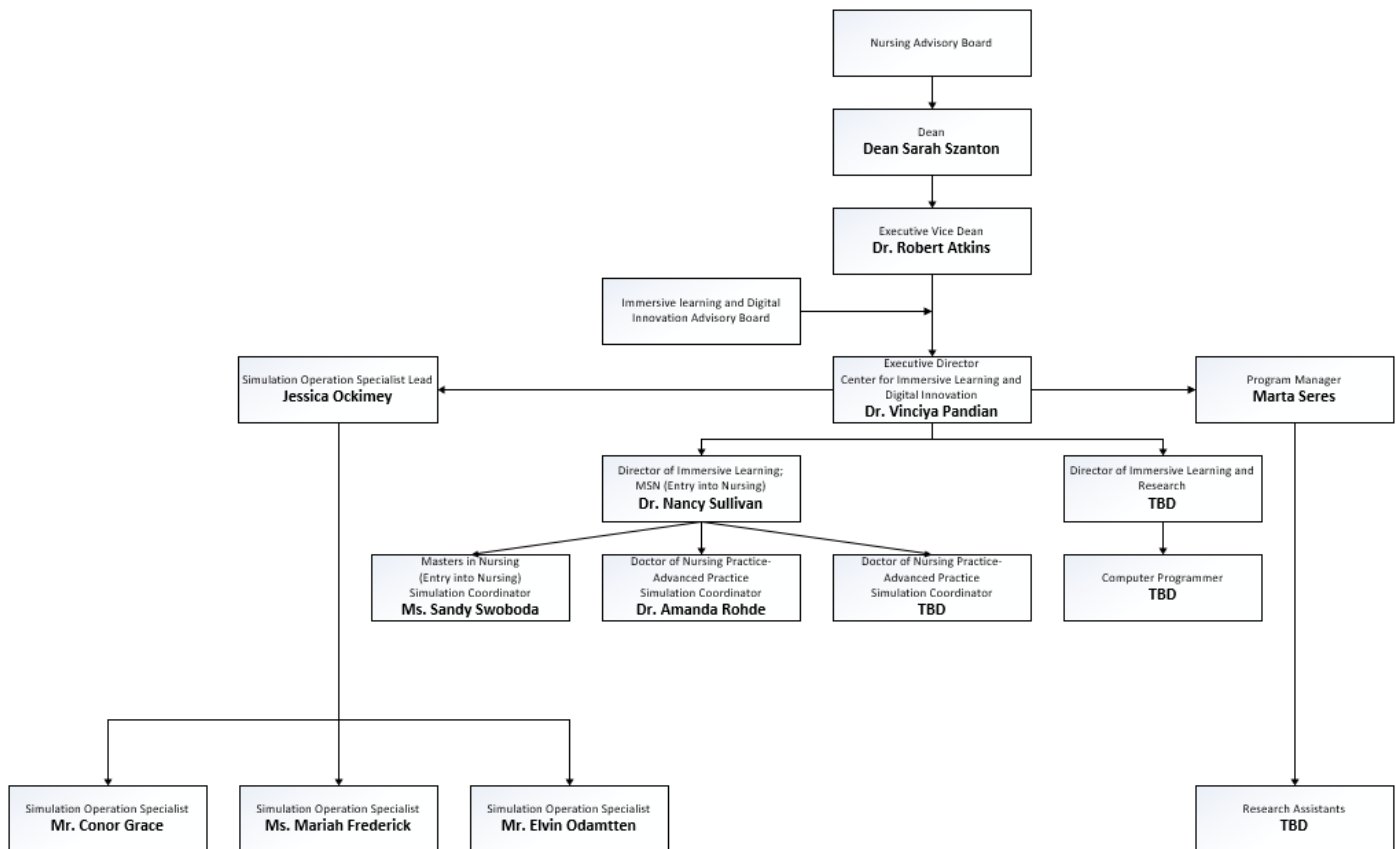 Nursing Advisory Board
Dean
Dean Sarah Szanton
Executive Vice Dean
Dr. Robert Atkins
Immersive learning and Digital
Innovation Advisory Board
Simulation Operation Specialist Lead
Jessica Ockimey
Executive Director
Center for Immersive Learning and
Digital Innovation
Dr. Vinciya Pandian
Program Manager
Marta Seres
Director of Immersive Learning;
MSN (Entry into Nursing)
Dr. Nancy Sullivan
Director of Immersive Learning and
Research
TBD
Masters in Nursing
(Entry into Nursing)
Simulation Coordinator
Ms. Sandy Swoboda
Doctor of Nursing Practice-
Advanced Practice
Simulation Coordinator
Dr. Amanda Rohde
Doctor of Nursing Practice-
Advanced Practice
Simulation Coordinator
TBD
Computer Programmer
TBD
Simulation Operation Specialist
Mr. Conor Grace
Simulation Operation Specialist
Ms. Mariah Frederick
Simulation Operation Specialist
Mr. Elvin Odamtten
Research Assistants
TBD